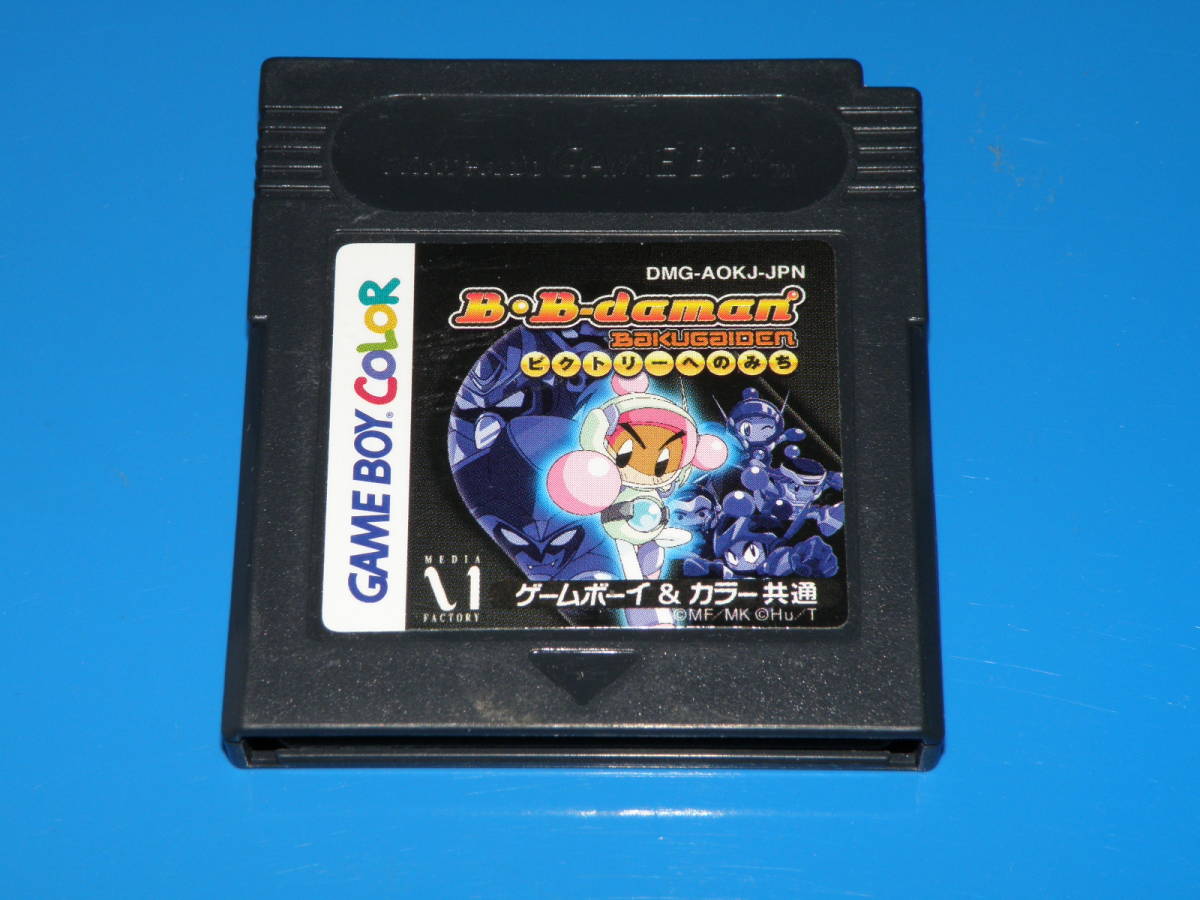 Nintendo GAME BOY TM
GAME BOY COLOR
DMG-AOKJ-JPN
B•B-daman
BAKUGAIDEN
ビクトリーへのみち
MEDIA
FACTORY
ゲームボーイ & カラー共通
©MF/MK ©Hu/T